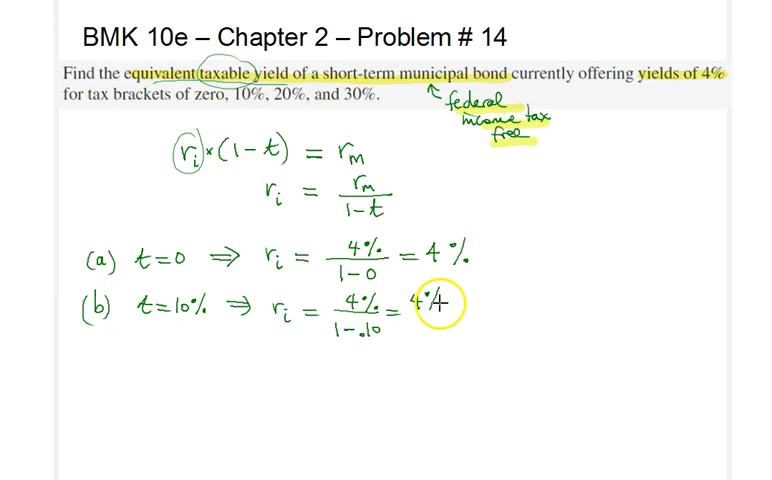 BMK 10e – Chapter 2 – Problem # 14
Find the equivalent taxable yield of a short-term municipal bond currently offering yields of 4%
for tax brackets of zero, 10%, 20%, and 30%.
federal
income tax
free
rᵢ × (1 − t) = rₘ
rᵢ = rₘ / 1 − t
(a) t = 0 ⟹ rᵢ = 4% / 1 − 0 = 4%
(b) t = 10% ⟹ rᵢ = 4% / 1 − .10 = 4%